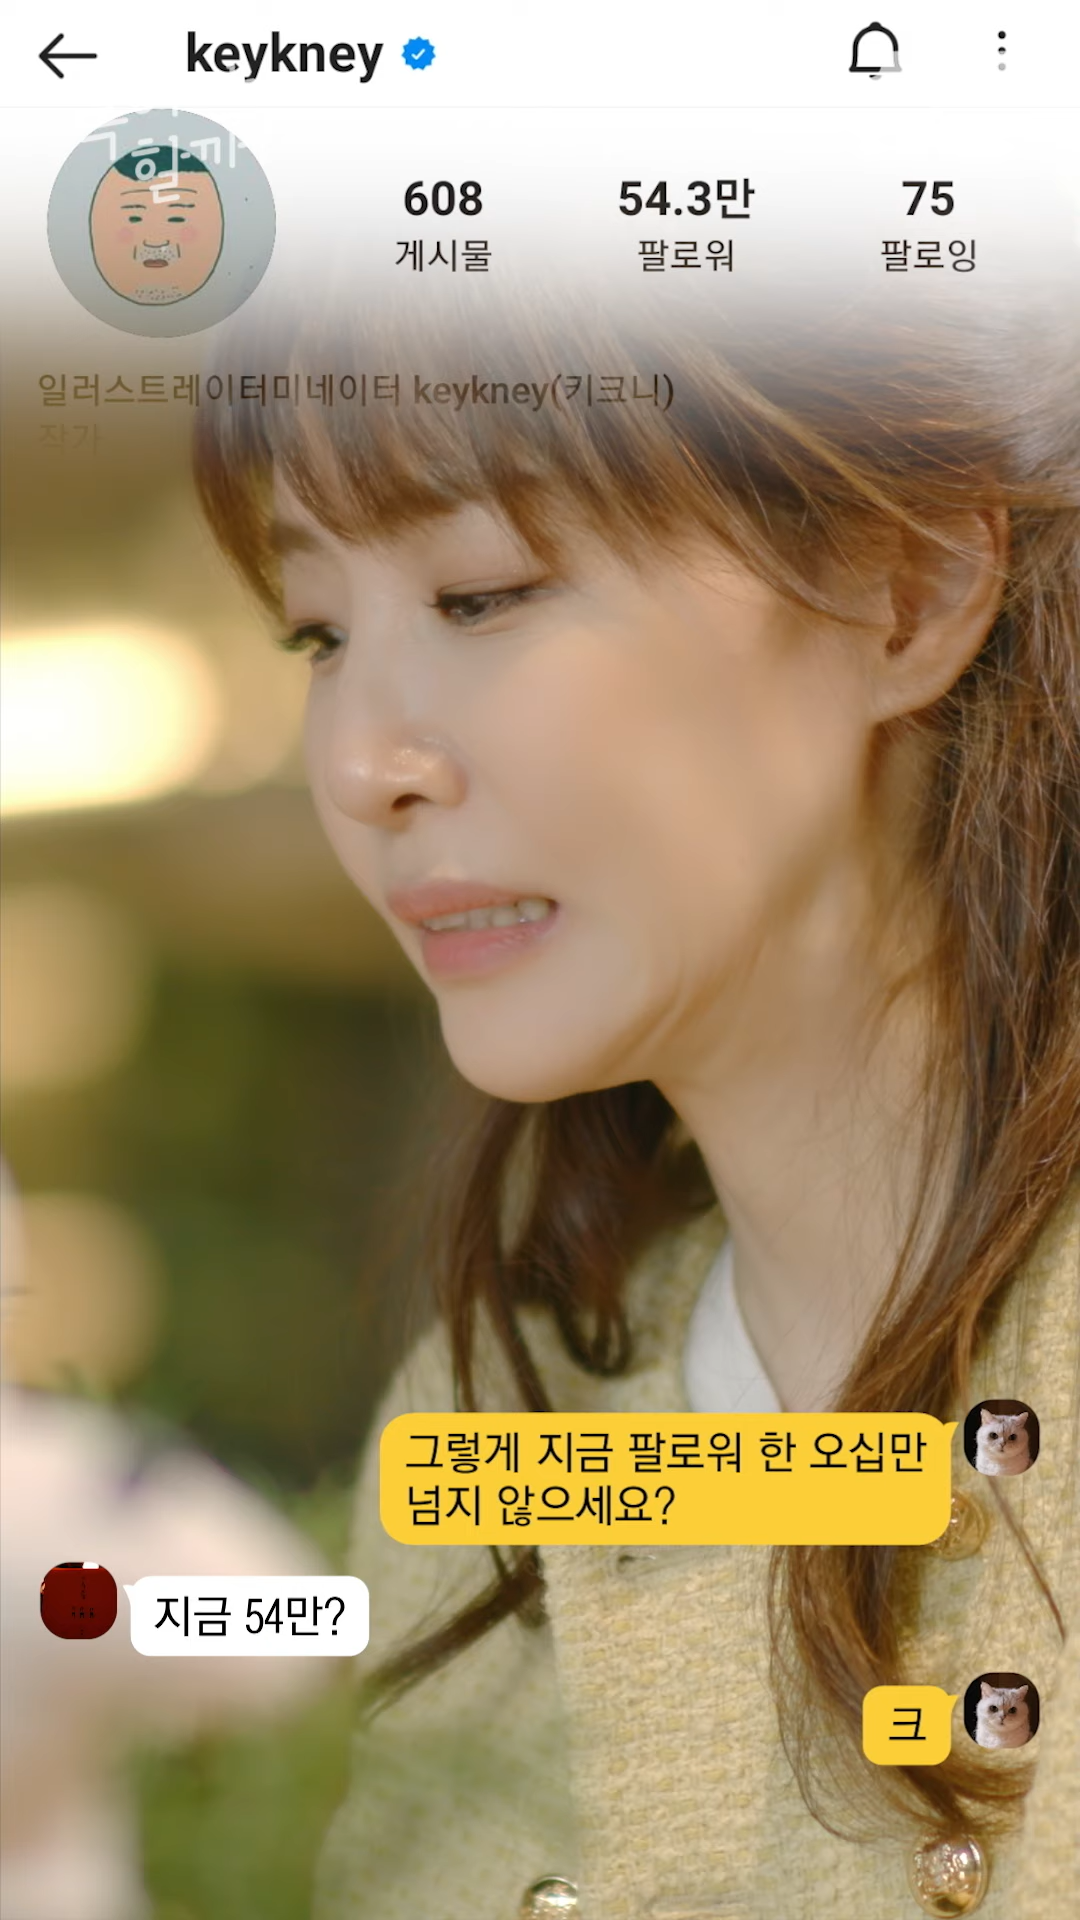 keykney
할까
608
54.3만
75
게시물
팔로워
팔로잉
일러스트레이터미네이터 keykney(키크니)
작가
그렇게 지금 팔로워 한 오십만
넘지 않으세요?
지금 54만?
크